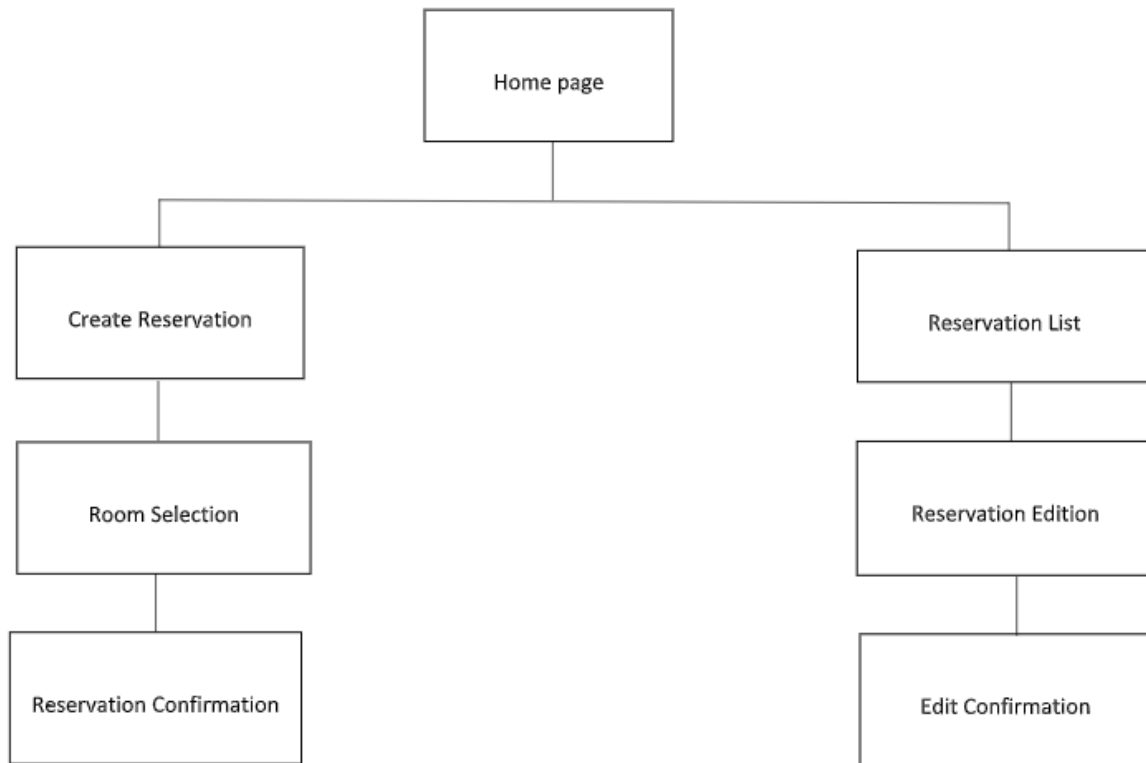 Home page
Create Reservation
Reservation List
Room Selection
Reservation Edition
Reservation Confirmation
Edit Confirmation